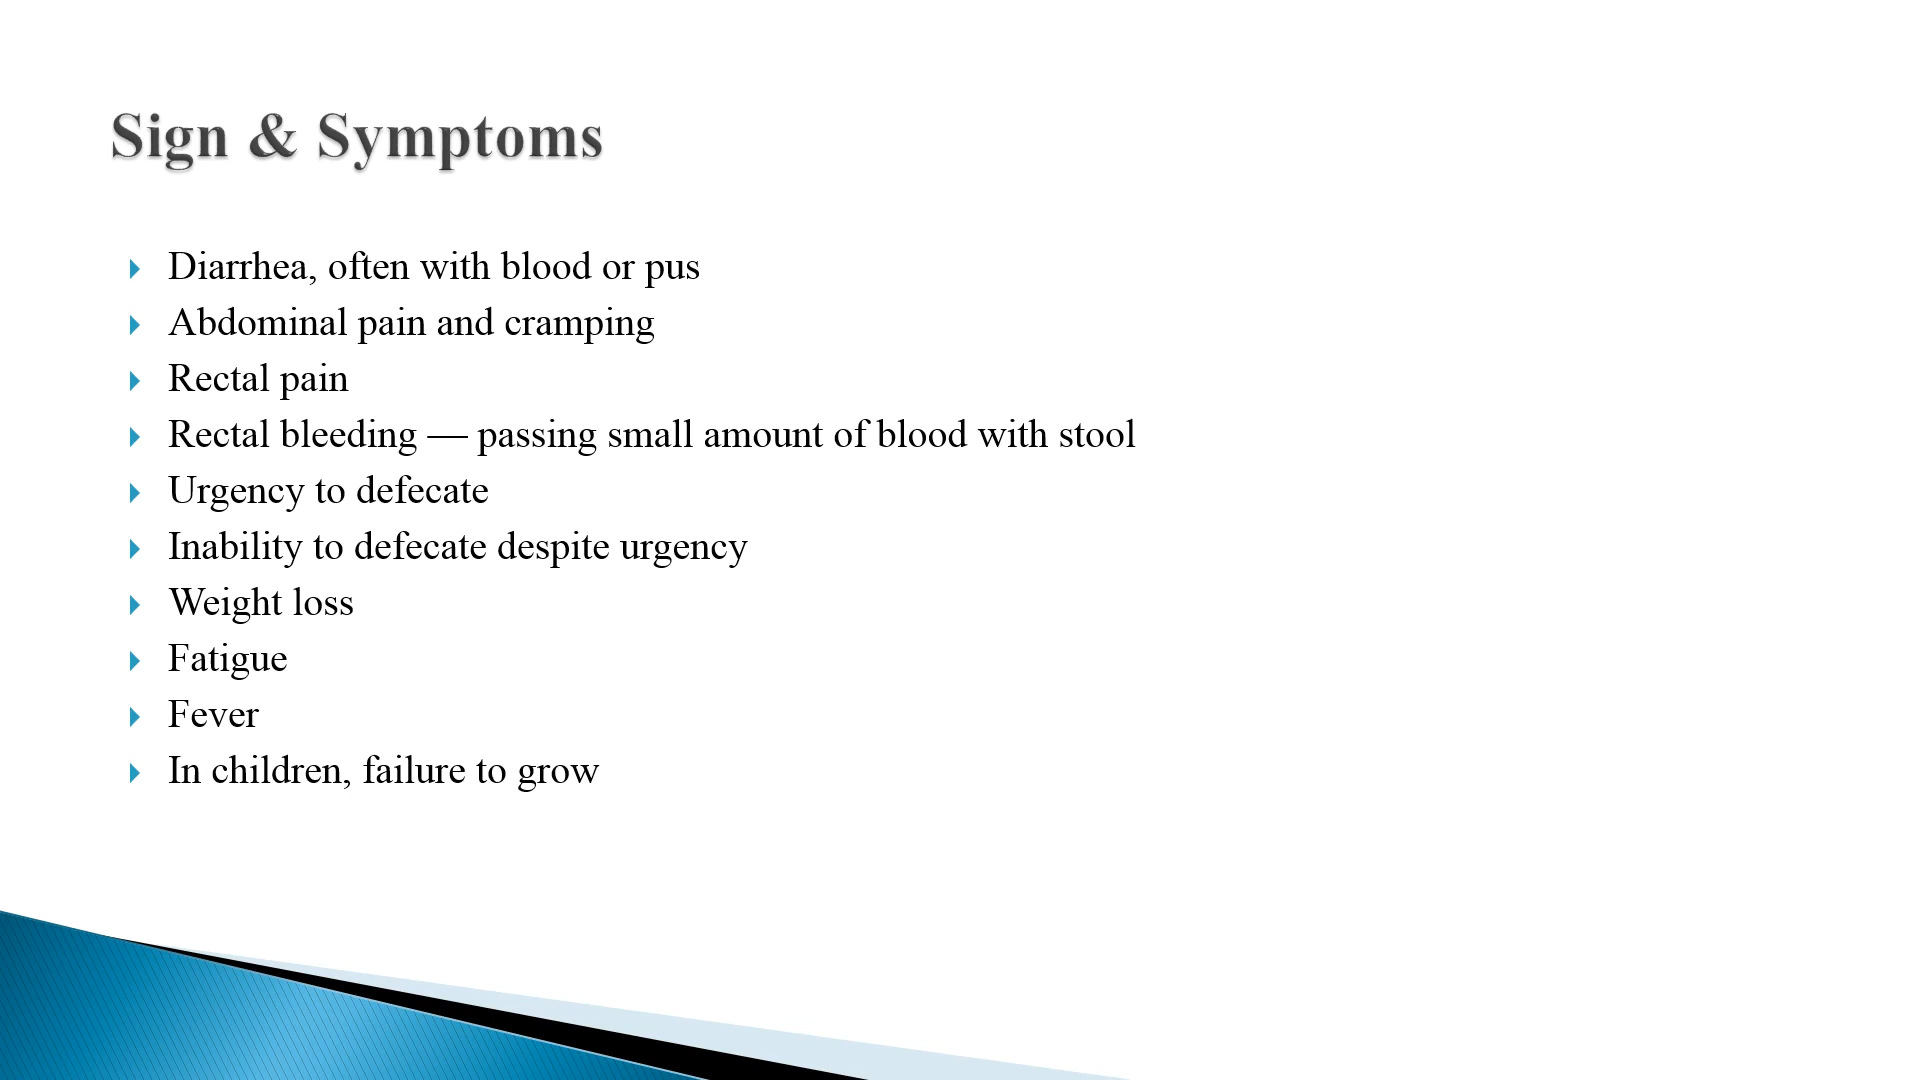 Sign & Symptoms
Diarrhea, often with blood or pus
Abdominal pain and cramping
Rectal pain
Rectal bleeding — passing small amount of blood with stool
Urgency to defecate
Inability to defecate despite urgency
Weight loss
Fatigue
Fever
In children, failure to grow